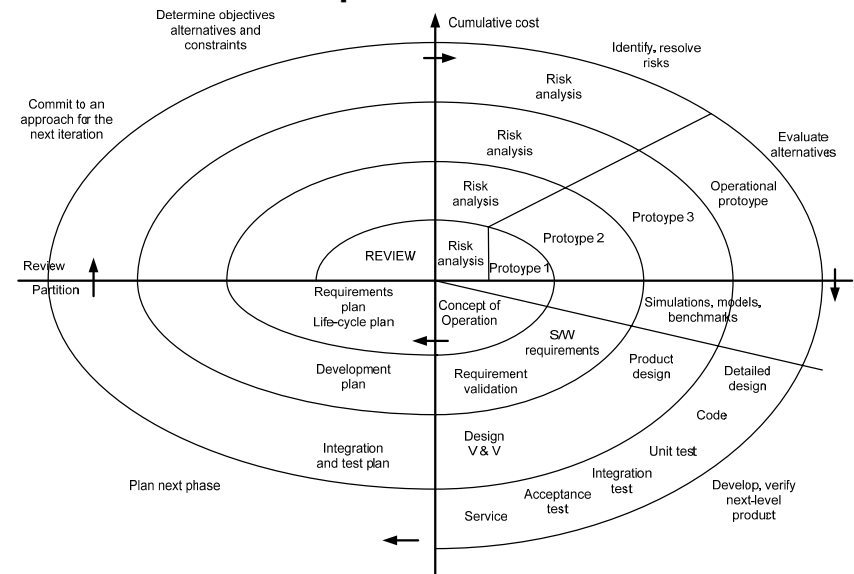 Determine objectives
alternatives and
constraints
Cumulative cost
Identify, resolve
risks
Risk
analysis
Commit to an
approach for the
next iteration
Risk
analysis
Evaluate
alternatives
Risk
analysis
Operational
protoype
Protoype 3
Protoype 2
REVIEW
Risk
analysis
Protoype 1
Review
Partition
Requirements
plan
Life-cycle plan
Concept of
Operation
Simulations, models,
benchmarks
S/W
requirements
Product
design
Development
plan
Requirement
validation
Detailed
design
Code
Design
V & V
Integration
and test plan
Unit test
Integration
test
Plan next phase
Acceptance
test
Develop, verify
next-level
product
Service